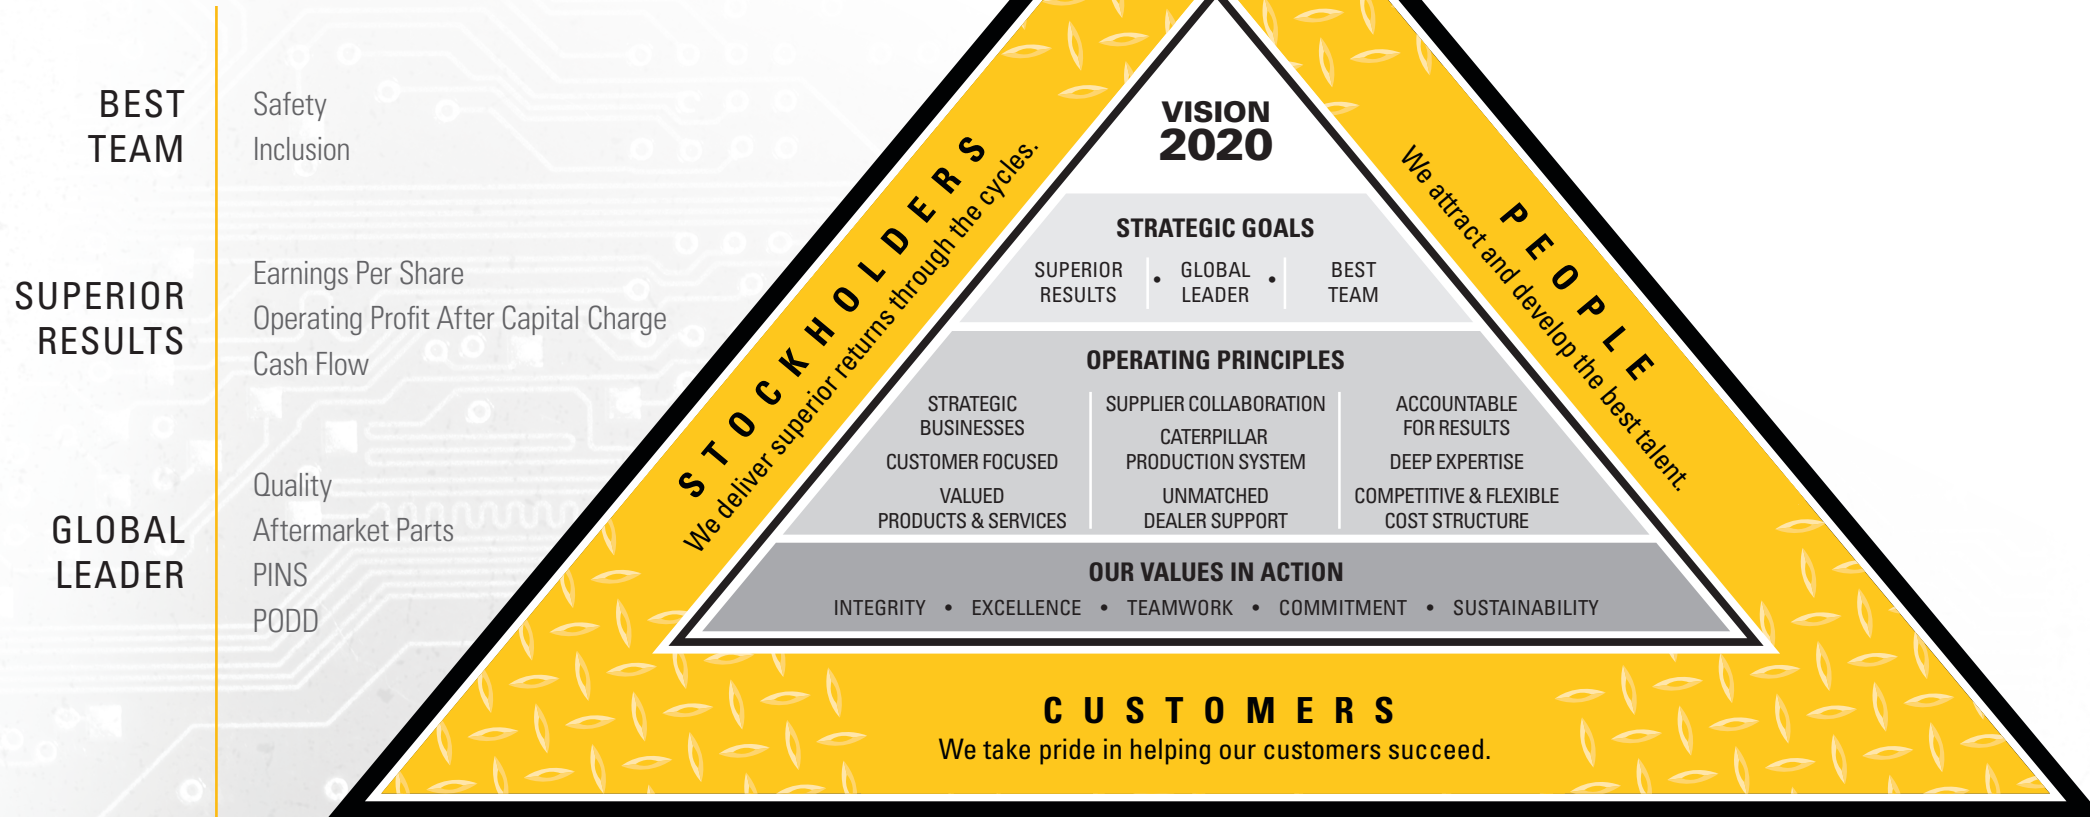 BEST
TEAM
Safety
Inclusion
SUPERIOR
RESULTS
Earnings Per Share
Operating Profit After Capital Charge
Cash Flow
GLOBAL
LEADER
Quality
Aftermarket Parts
PINS
PODD
STOCKHOLDERS
We deliver superior returns through the cycles.
VISION
2020
STRATEGIC GOALS
SUPERIOR
RESULTS
•
GLOBAL
LEADER
•
BEST
TEAM
OPERATING PRINCIPLES
STRATEGIC
BUSINESSES
CUSTOMER FOCUSED
VALUED
PRODUCTS & SERVICES
SUPPLIER COLLABORATION
CATERPILLAR
PRODUCTION SYSTEM
UNMATCHED
DEALER SUPPORT
ACCOUNTABLE
FOR RESULTS
DEEP EXPERTISE
COMPETITIVE & FLEXIBLE
COST STRUCTURE
OUR VALUES IN ACTION
INTEGRITY • EXCELLENCE • TEAMWORK • COMMITMENT • SUSTAINABILITY
PEOPLE
We attract and develop the best talent.
CUSTOMERS
We take pride in helping our customers succeed.